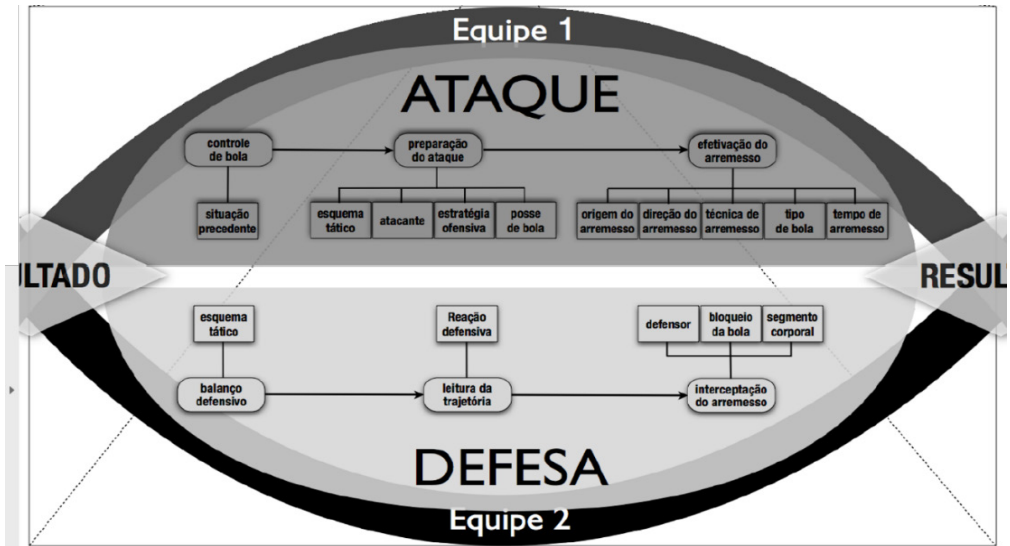 Equipe 1
ATAQUE
controle
de bola
preparação
do ataque
efetivação do
arremesso
situação
precedente
esquema
tático
atacante
estratégia
ofensiva
posse
de bola
origem do
arremesso
direção do
arremesso
técnica de
arremesso
tipo
de bola
tempo de
arremesso
ULTADO
RESUL
esquema
tático
Reação
defensiva
defensor
bloqueio
da bola
segmento
corporal
balanço
defensivo
leitura da
trajetória
interceptação
do arremesso
DEFESA
Equipe 2